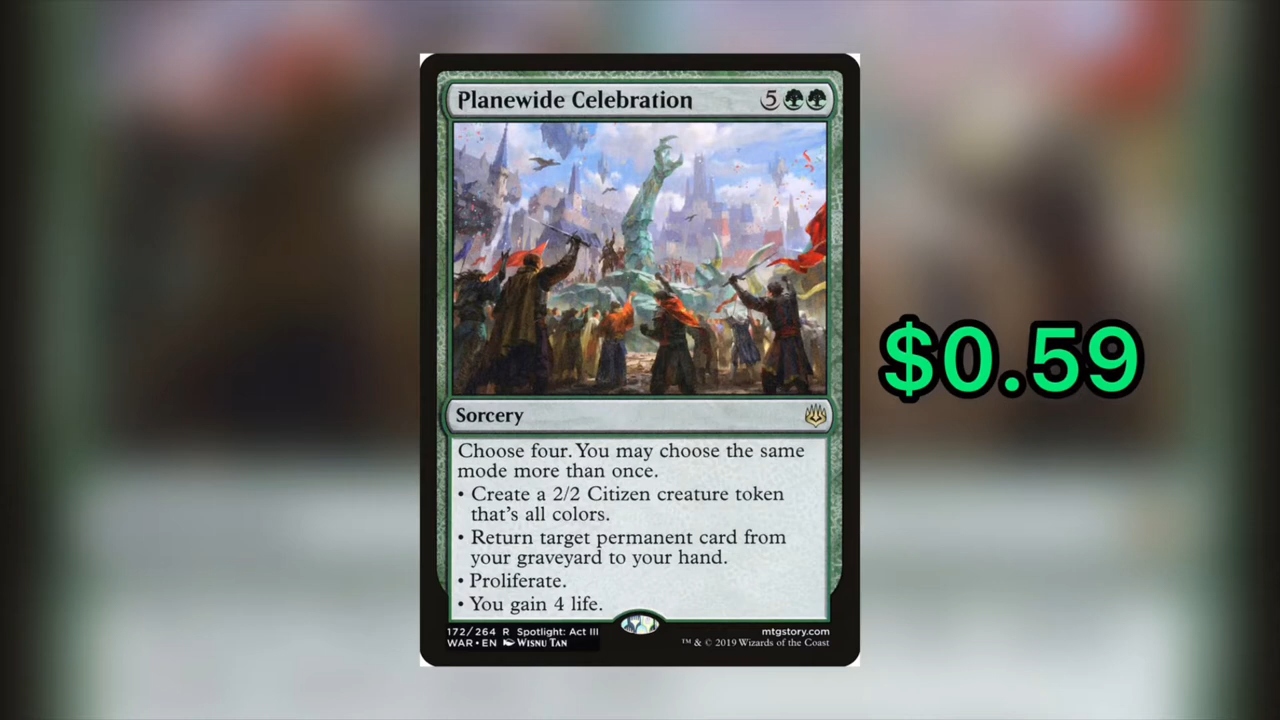 Planewide Celebration 5
$0.59
Sorcery
Choose four. You may choose the same
mode more than once.
• Create a 2/2 Citizen creature token
that's all colors.
• Return target permanent card from
your graveyard to your hand.
• Proliferate.
• You gain 4 life.
172/264 R Spotlight: Act III
WAR • EN Wisnu Tan
mtgstory.com
™ & © 2019 Wizards of the Coast